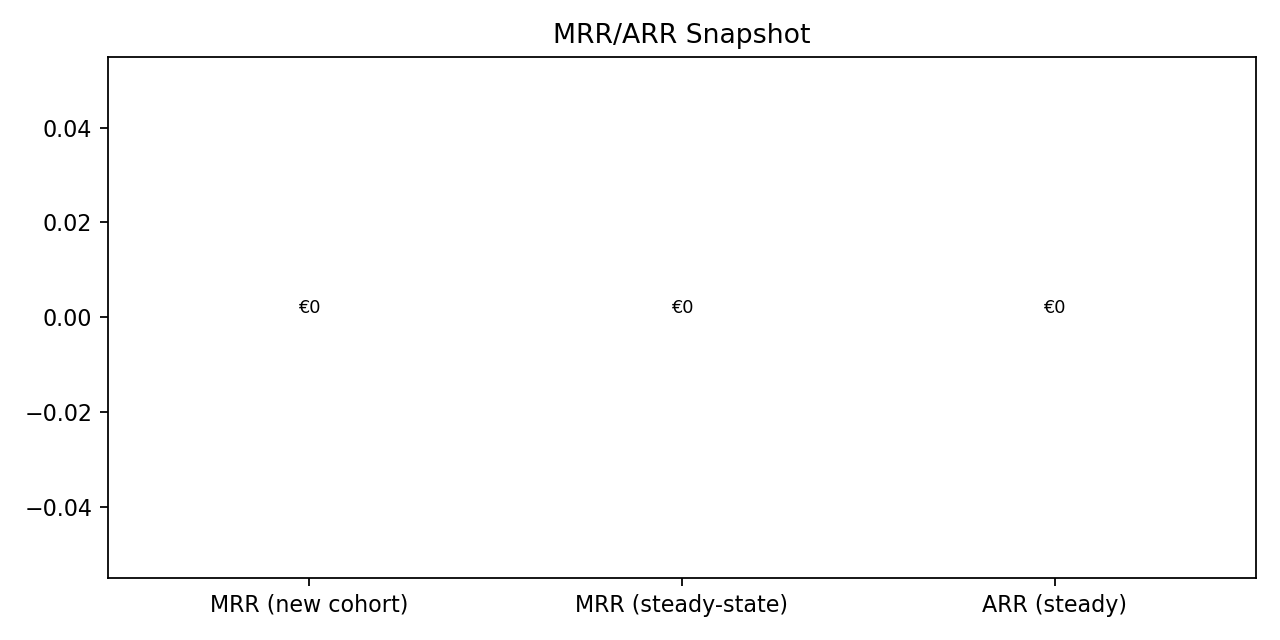 MRR/ARR Snapshot
0.04
0.02
0.00
−0.02
−0.04
€0 €0 €0
MRR (new cohort) MRR (steady-state) ARR (steady)